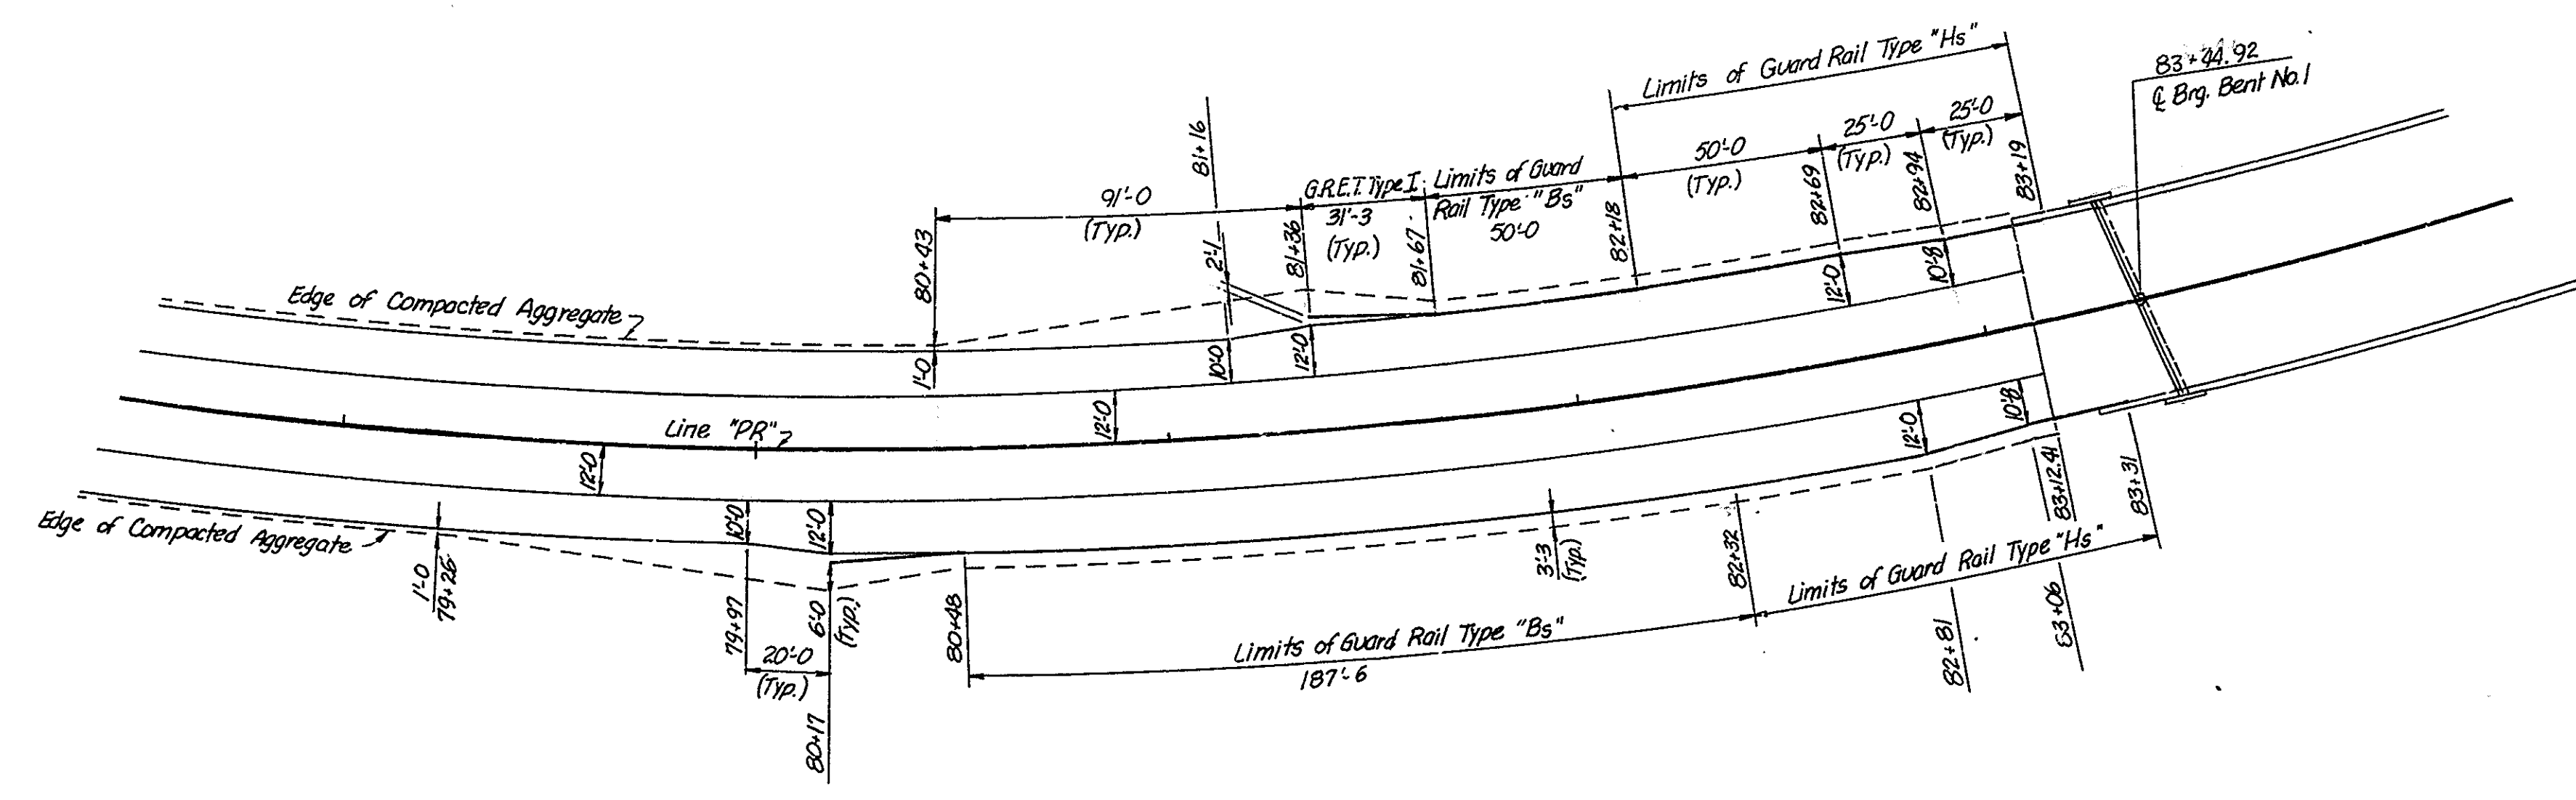 Limits of Guard Rail Type "Hs"
83+44.92
℄ Brg. Bent No.1
25'-0
(Typ.)
25'-0
(Typ.)
50'-0
(Typ.)
81+16
G.R.E.T. Type I
31'-3
(Typ.)
Limits of Guard
Rail Type "Bs"
50'-0
91'-0
(Typ.)
80+43
2'-1
81+36
81+67
82+18
82+69
82+94
83+19
Edge of Compacted Aggregate
1'-0
10'-0
12'-0
12'-0
10'-8
Line "PR"
12'-0
12'-0
12'-0
10'-8
Edge of Compacted Aggregate
1'-0
79+26
10'-0
12'-0
79+97
20'-0
(Typ.)
6'-0
(Typ.)
80+17
80+48
Limits of Guard Rail Type "Bs"
187'-6
3'-3
(Typ.)
82+32
Limits of Guard Rail Type "Hs"
82+81
83+06
83+12.41
83+31